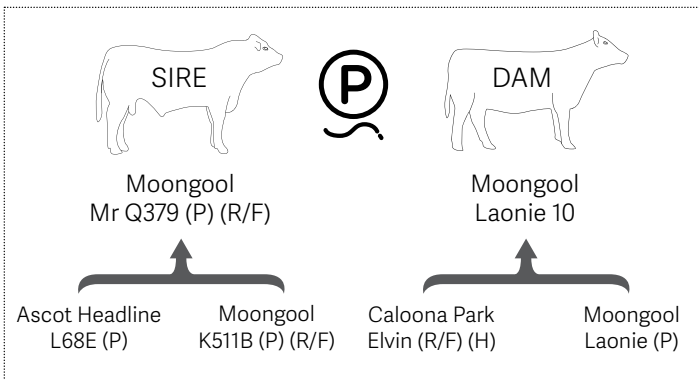 SIRE
P
DAM
Moongool
Mr Q379 (P) (R/F)
Moongool
Laonie 10
Ascot Headline
L68E (P)
Moongool
K511B (P) (R/F)
Caloona Park
Elvin (R/F) (H)
Moongool
Laonie (P)